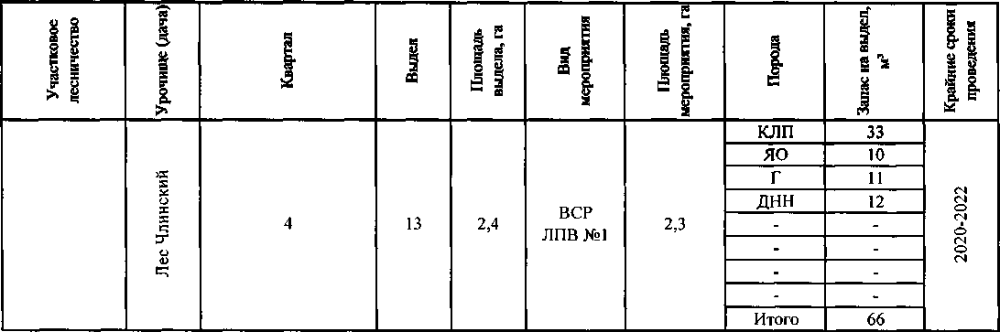 Участковое лесничество
Урочище (дача)
Квартал
Выдел
Площадь выдела, га
Вид мероприятия
Площадь мероприятия, га
Порода
Запас на выдел, м³
Крайние сроки проведения
Лес Члинский
4
13
2,4
ВСР
ЛПВ №1
2,3
КЛП 33
ЯО 10
Г 11
ДНН 12
- -
- -
- -
- -
Итого 66
2020-2022